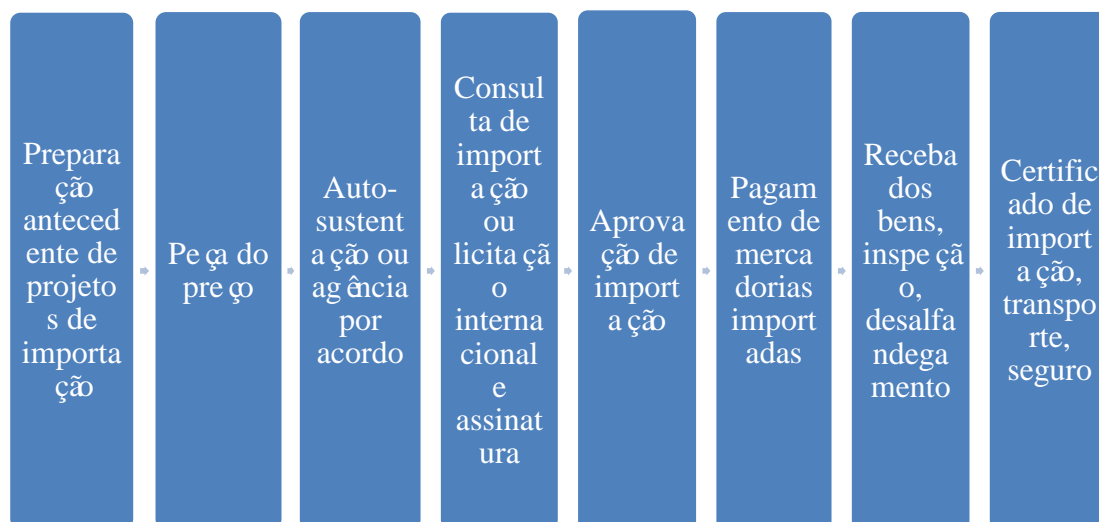 Prepara
ção
anteced
ente de
projeto
s de
importa
ção
Pe ça do
pre ço
Auto-
sustent
a ção ou
ag ência
por
acordo
Consul
ta de
import
a ção
ou
licita çã
o
interna
cional e
assinat
ura
Aprova
ção de
import
a ção
Pagam
ento de
merca
dorias
import
adas
Receba
dos
bens,
inspe çã
o,
desalfa
ndega
mento
Certific
ado de
import
a ção,
transpo
rte,
seguro